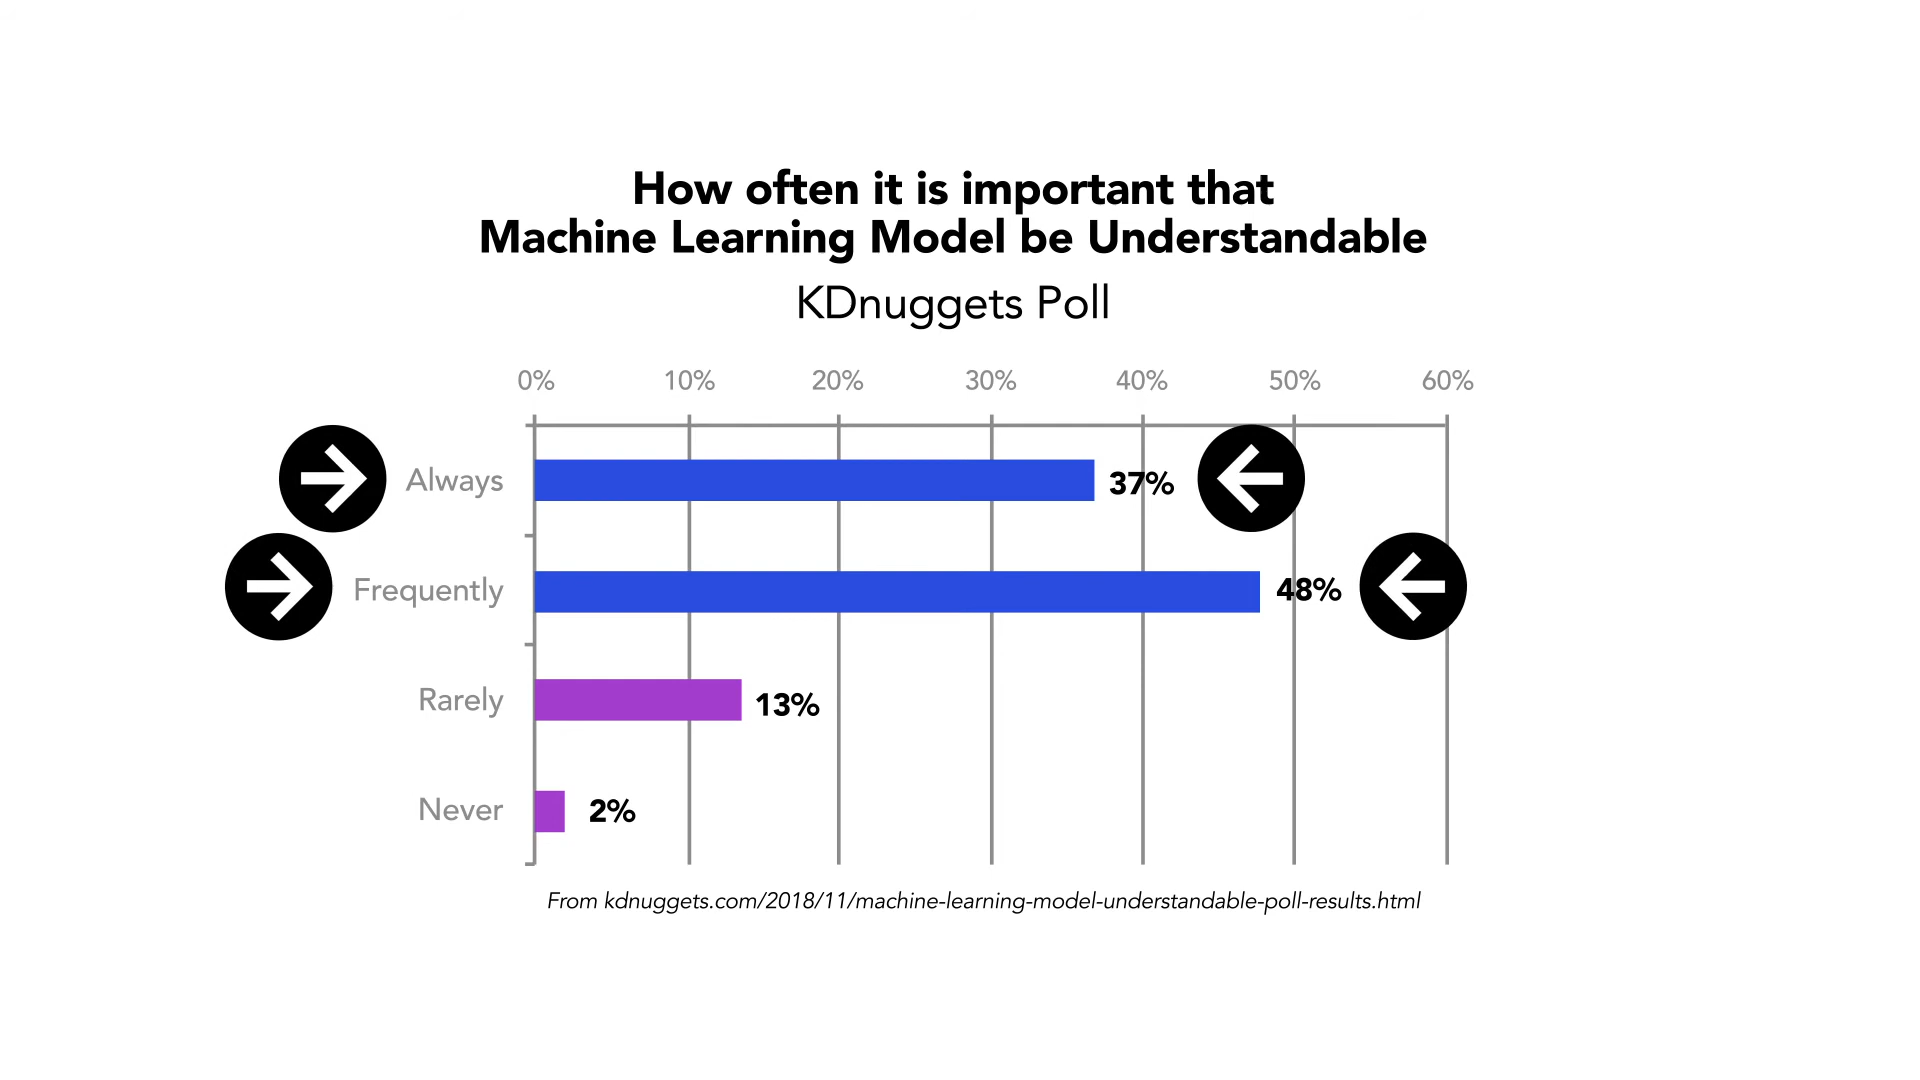 How often it is important that
Machine Learning Model be Understandable
KDnuggets Poll
0% 10% 20% 30% 40% 50% 60%
Always 37%
Frequently 48%
Rarely 13%
Never 2%
From kdnuggets.com/2018/11/machine-learning-model-understandable-poll-results.html